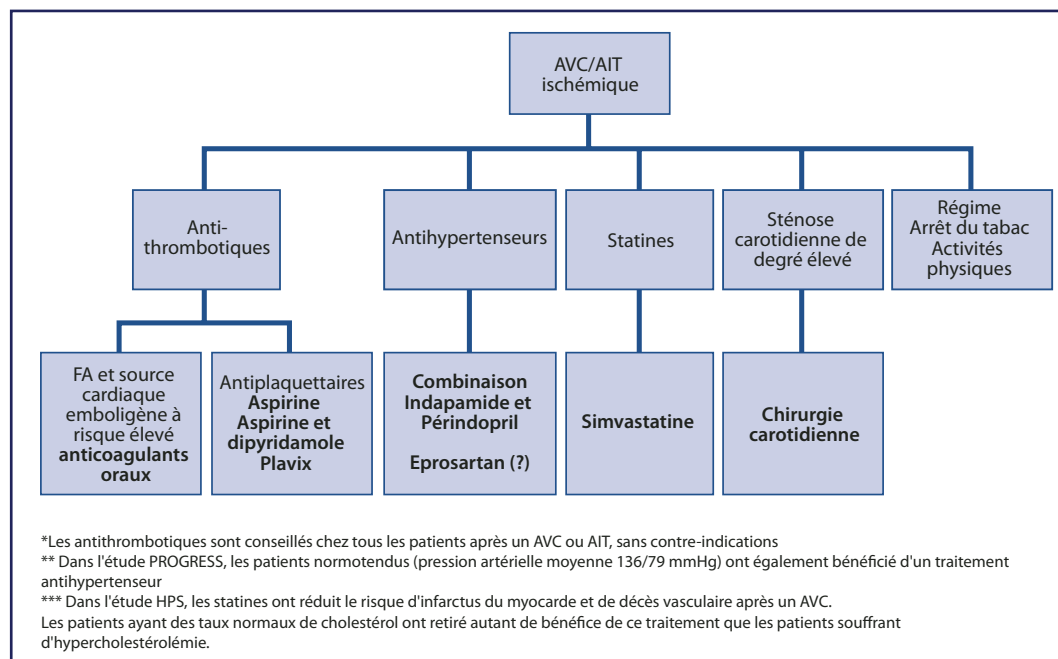 AVC/AIT
ischémique
Anti-
thrombotiques
Antihypertenseurs
Statines
Sténose
carotidienne de
degré élevé
Régime
Arrêt du tabac
Activités
physiques
FA et source
cardiaque
emboligène à
risque élevé
anticoagulants
oraux
Antiplaquettaires
Aspirine
Aspirine et
dipyridamole
Plavix
Combinaison
Indapamide et
Périndopril
Eprosartan (?)
Simvastatine
Chirurgie
carotidienne
*Les antithrombotiques sont conseillés chez tous les patients après un AVC ou AIT, sans contre-indications
** Dans l'étude PROGRESS, les patients normotendus (pression artérielle moyenne 136/79 mmHg) ont également bénéficié d'un traitement
antihypertenseur
*** Dans l'étude HPS, les statines ont réduit le risque d'infarctus du myocarde et de décès vasculaire après un AVC.
Les patients ayant des taux normaux de cholestérol ont retiré autant de bénéfice de ce traitement que les patients souffrant
d'hypercholestérolémie.